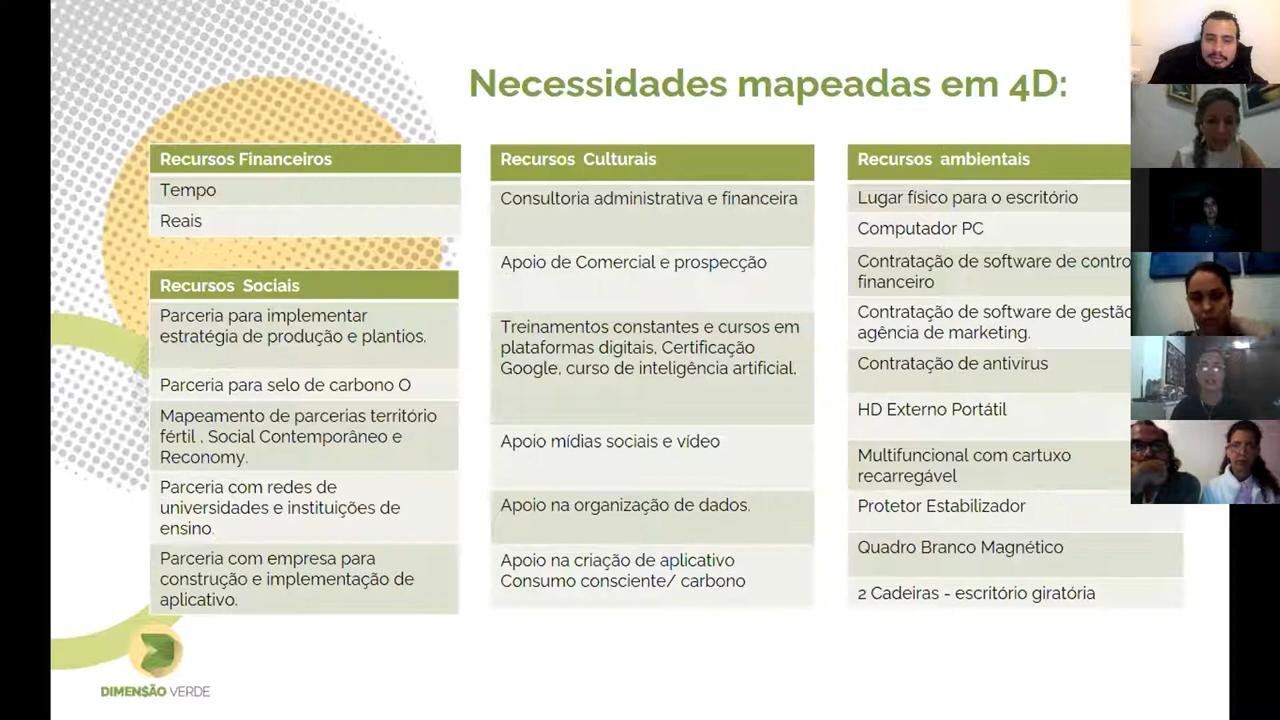 Necessidades mapeadas em 4D:
Recursos Financeiros
Tempo
Reais
Recursos Sociais
Parceria para implementar
estratégia de produção e plantios.
Parceria para selo de carbono O
Mapeamento de parcerias território
fértil , Social Contemporâneo e
Reconomy.
Parceria com redes de
universidades e instituições de
ensino.
Parceria com empresa para
construção e implementação de
aplicativo.
Recursos Culturais
Consultoria administrativa e financeira
Apoio de Comercial e prospecção
Treinamentos constantes e cursos em
plataformas digitais, Certificação
Google, curso de inteligência artificial.
Apoio mídias sociais e vídeo
Apoio na organização de dados.
Apoio na criação de aplicativo
Consumo consciente/ carbono
Recursos ambientais
Lugar físico para o escritório
Computador PC
Contratação de software de contro
financeiro
Contratação de software de gestão
agência de marketing.
Contratação de antivírus
HD Externo Portátil
Multifuncional com cartuxo
recarregável
Protetor Estabilizador
Quadro Branco Magnético
2 Cadeiras - escritório giratória
DIMENSÃO VERDE